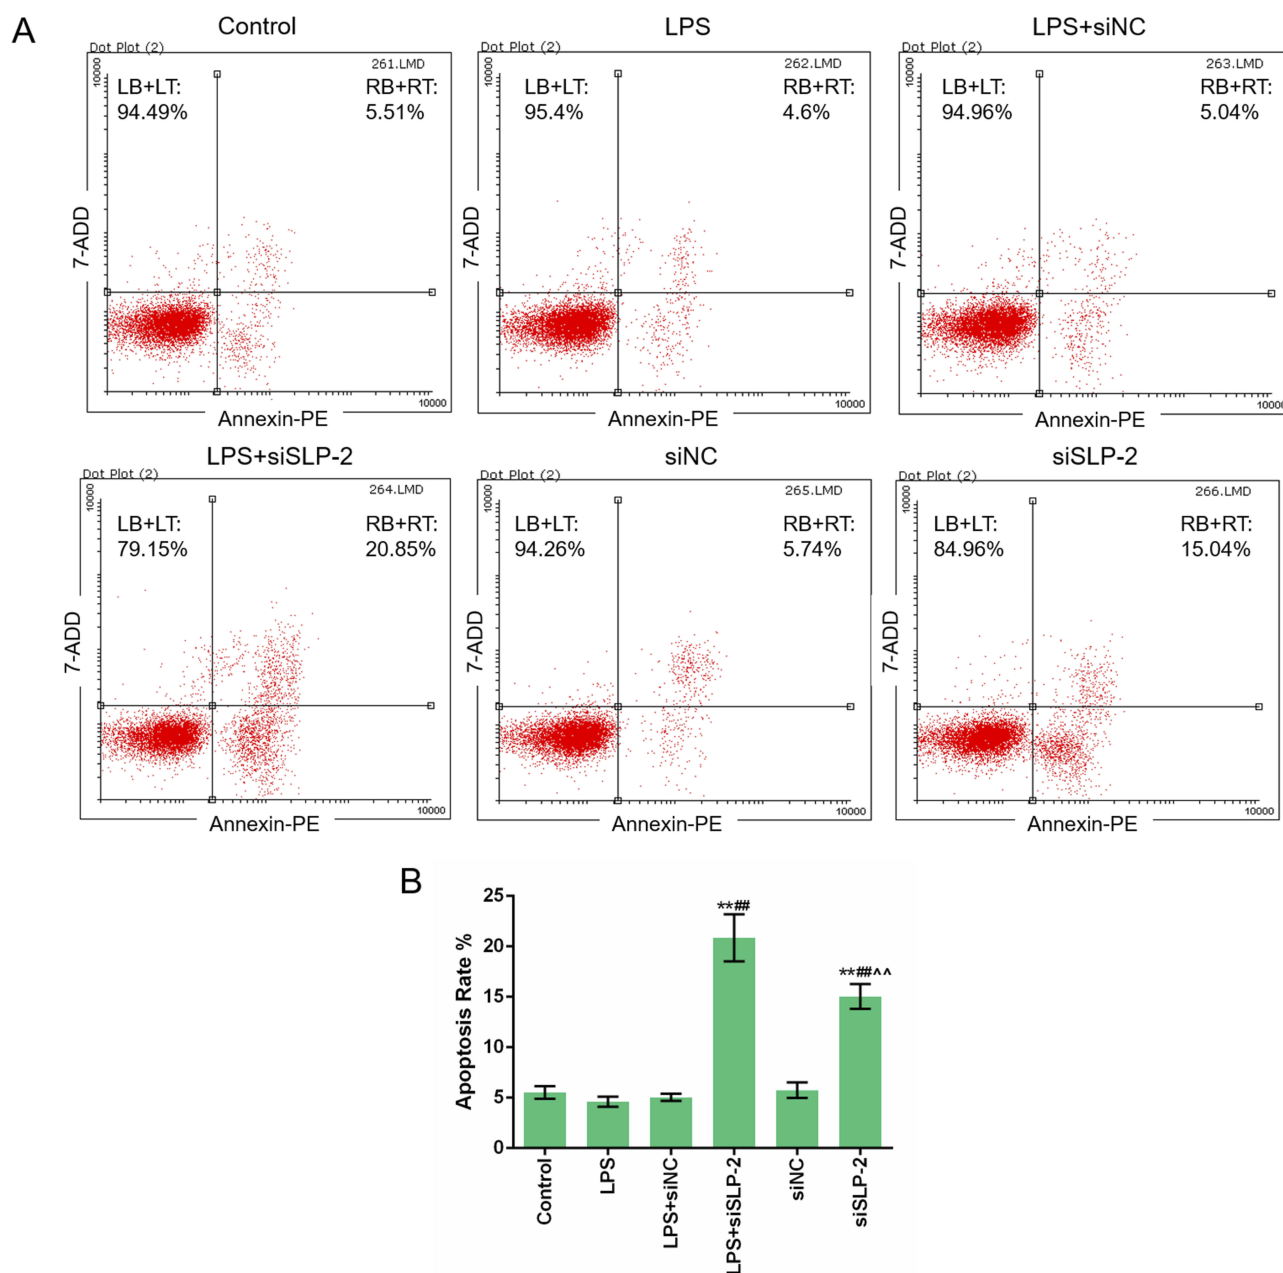 A
Control
LPS
LPS+siNC
Dot Plot (2)
261.LMD
10000
LB+LT:
94.49%
RB+RT:
5.51%
7-ADD
10000
Annexin-PE
Dot Plot (2)
262.LMD
10000
LB+LT:
95.4%
RB+RT:
4.6%
7-ADD
10000
Annexin-PE
Dot Plot (2)
263.LMD
10000
LB+LT:
94.96%
RB+RT:
5.04%
7-ADD
10000
Annexin-PE
LPS+siSLP-2
siNC
siSLP-2
Dot Plot (2)
264.LMD
10000
LB+LT:
79.15%
RB+RT:
20.85%
7-ADD
10000
Annexin-PE
Dot Plot (2)
265.LMD
10000
LB+LT:
94.26%
RB+RT:
5.74%
7-ADD
10000
Annexin-PE
Dot Plot (2)
266.LMD
10000
LB+LT:
84.96%
RB+RT:
15.04%
7-ADD
10000
Annexin-PE
B
Apoptosis Rate %
25
20
15
10
5
0
**##
**##^^
Control
LPS
LPS+siNC
LPS+siSLP-2
siNC
siSLP-2